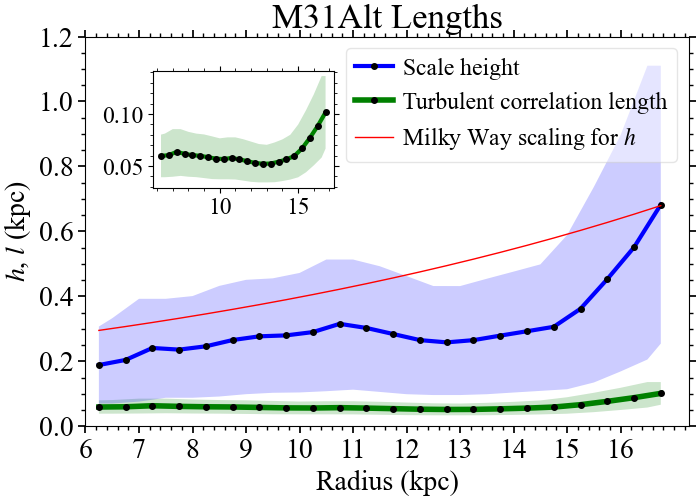 M31Alt Lengths
1.2
1.0
0.8
0.6
0.4
0.2
0.0
h, l (kpc)
0.10
0.05
10 15
Scale height
Turbulent correlation length
Milky Way scaling for h
6 7 8 9 10 11 12 13 14 15 16
Radius (kpc)